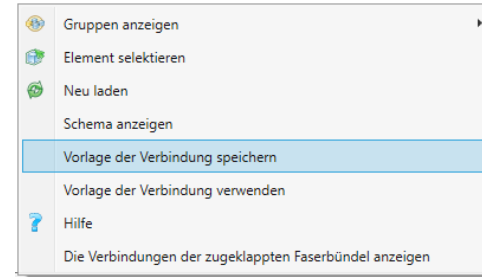 Gruppen anzeigen
Element selektieren
Neu laden
Schema anzeigen
Vorlage der Verbindung speichern
Vorlage der Verbindung verwenden
Hilfe
Die Verbindungen der zugeklappten Faserbündel anzeigen